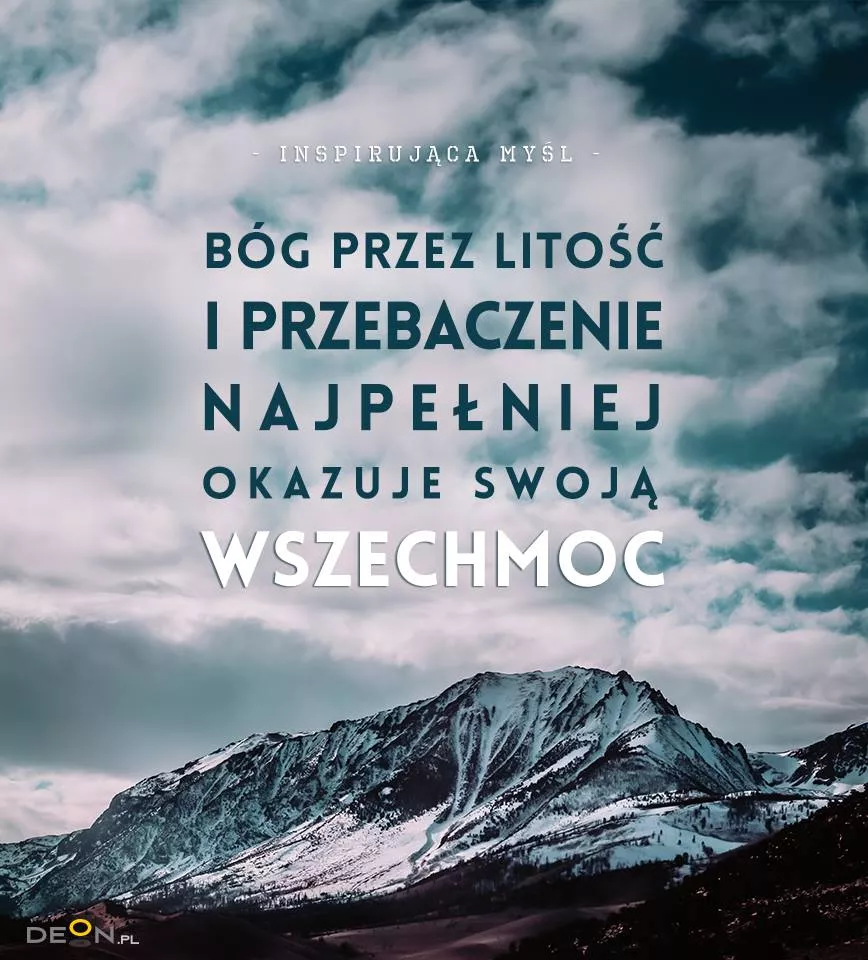 - INSPIRUJĄCA MYŚL -
BÓG PRZEZ LITOŚĆ
I PRZEBACZENIE
NAJPEŁNIEJ
OKAZUJE SWOJĄ
WSZECHMOC
DEON.PL